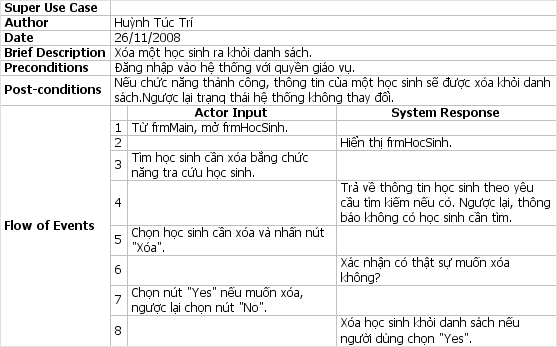 Super Use Case
Author Huỳnh Túc Trí
Date 26/11/2008
Brief Description Xóa một học sinh ra khỏi danh sách.
Preconditions Đăng nhập vào hệ thống với quyền giáo vụ.
Post-conditions Nếu chức năng thành công, thông tin của một học sinh sẽ được xóa khỏi danh
sách.Ngược lại trạng thái hệ thống không thay đổi.
Flow of Events
Actor Input System Response
1 Từ frmMain, mở frmHocSinh.
2 Hiển thị frmHocSinh.
3 Tìm học sinh cần xóa bằng chức
năng tra cứu học sinh.
4 Trả về thông tin học sinh theo yêu
cầu tìm kiếm nếu có. Ngược lại, thông
báo không có học sinh cần tìm.
5 Chọn học sinh cần xóa và nhấn nút
"Xóa".
6 Xác nhận có thật sự muốn xóa
không?
7 Chọn nút "Yes" nếu muốn xóa,
ngược lại chọn nút "No".
8 Xóa học sinh khỏi danh sách nếu
người dùng chọn "Yes".